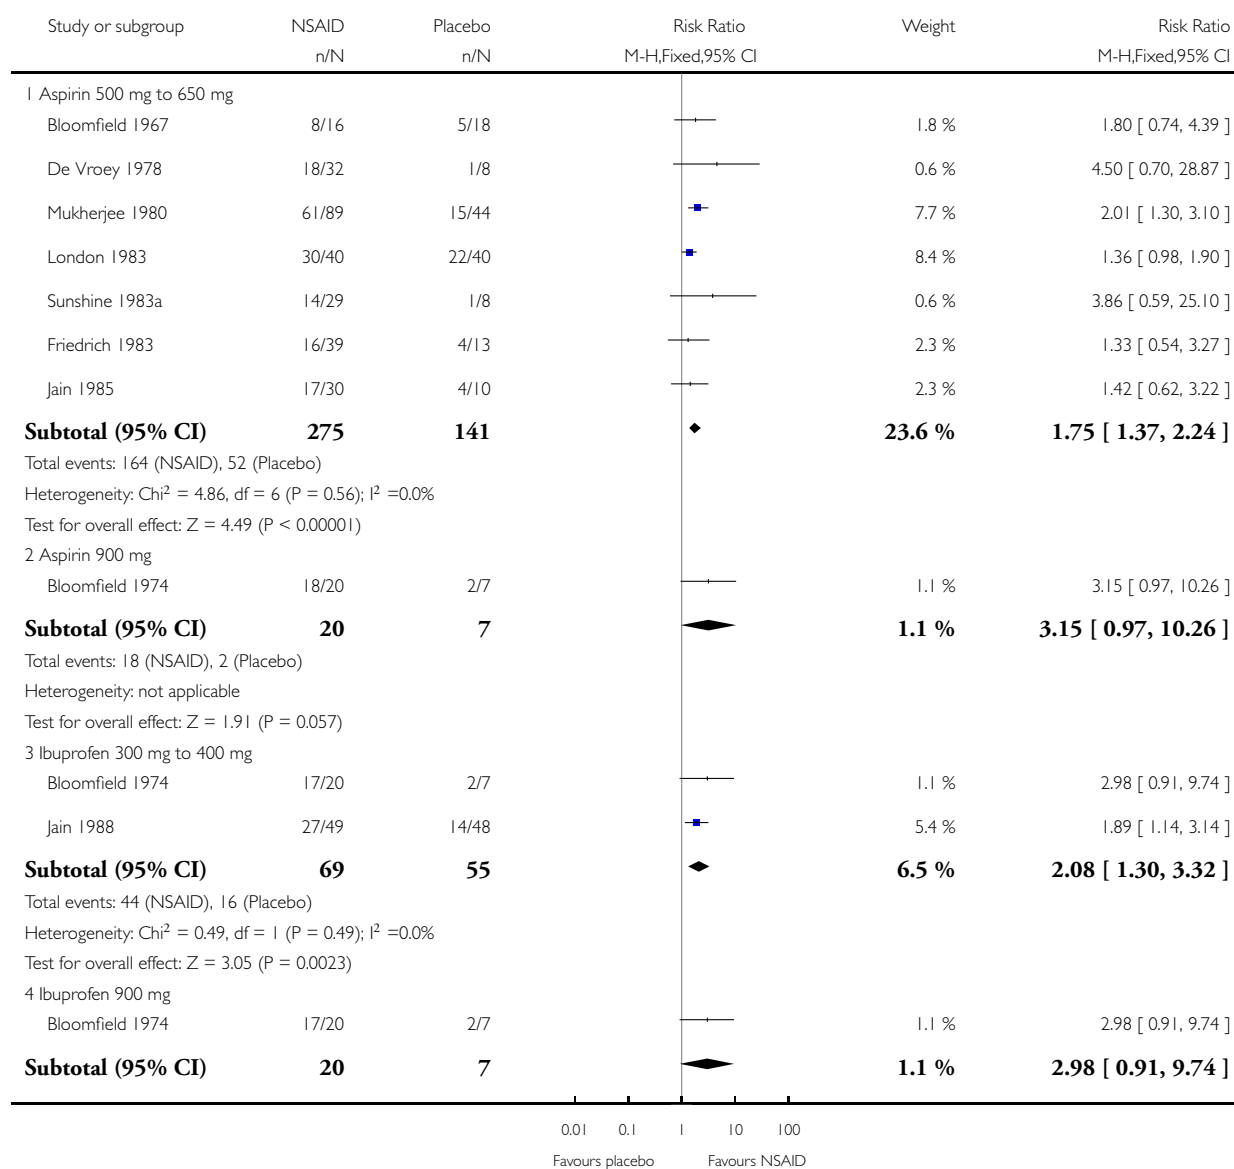 Study or subgroup NSAID Placebo Risk Ratio Weight Risk Ratio
n/N n/N M-H,Fixed,95% CI M-H,Fixed,95% CI
1 Aspirin 500 mg to 650 mg
Bloomfield 1967 8/16 5/18 1.8 % 1.80 [ 0.74, 4.39 ]
De Vroey 1978 18/32 1/8 0.6 % 4.50 [ 0.70, 28.87 ]
Mukherjee 1980 61/89 15/44 7.7 % 2.01 [ 1.30, 3.10 ]
London 1983 30/40 22/40 8.4 % 1.36 [ 0.98, 1.90 ]
Sunshine 1983a 14/29 1/8 0.6 % 3.86 [ 0.59, 25.10 ]
Friedrich 1983 16/39 4/13 2.3 % 1.33 [ 0.54, 3.27 ]
Jain 1985 17/30 4/10 2.3 % 1.42 [ 0.62, 3.22 ]
Subtotal (95% CI) 275 141 23.6 % 1.75 [ 1.37, 2.24 ]
Total events: 164 (NSAID), 52 (Placebo)
Heterogeneity: Chi² = 4.86, df = 6 (P = 0.56); I² =0.0%
Test for overall effect: Z = 4.49 (P < 0.00001)
2 Aspirin 900 mg
Bloomfield 1974 18/20 2/7 1.1 % 3.15 [ 0.97, 10.26 ]
Subtotal (95% CI) 20 7 1.1 % 3.15 [ 0.97, 10.26 ]
Total events: 18 (NSAID), 2 (Placebo)
Heterogeneity: not applicable
Test for overall effect: Z = 1.91 (P = 0.057)
3 Ibuprofen 300 mg to 400 mg
Bloomfield 1974 17/20 2/7 1.1 % 2.98 [ 0.91, 9.74 ]
Jain 1988 27/49 14/48 5.4 % 1.89 [ 1.14, 3.14 ]
Subtotal (95% CI) 69 55 6.5 % 2.08 [ 1.30, 3.32 ]
Total events: 44 (NSAID), 16 (Placebo)
Heterogeneity: Chi² = 0.49, df = 1 (P = 0.49); I² =0.0%
Test for overall effect: Z = 3.05 (P = 0.0023)
4 Ibuprofen 900 mg
Bloomfield 1974 17/20 2/7 1.1 % 2.98 [ 0.91, 9.74 ]
Subtotal (95% CI) 20 7 1.1 % 2.98 [ 0.91, 9.74 ]
0.01 0.1 1 10 100
Favours placebo Favours NSAID